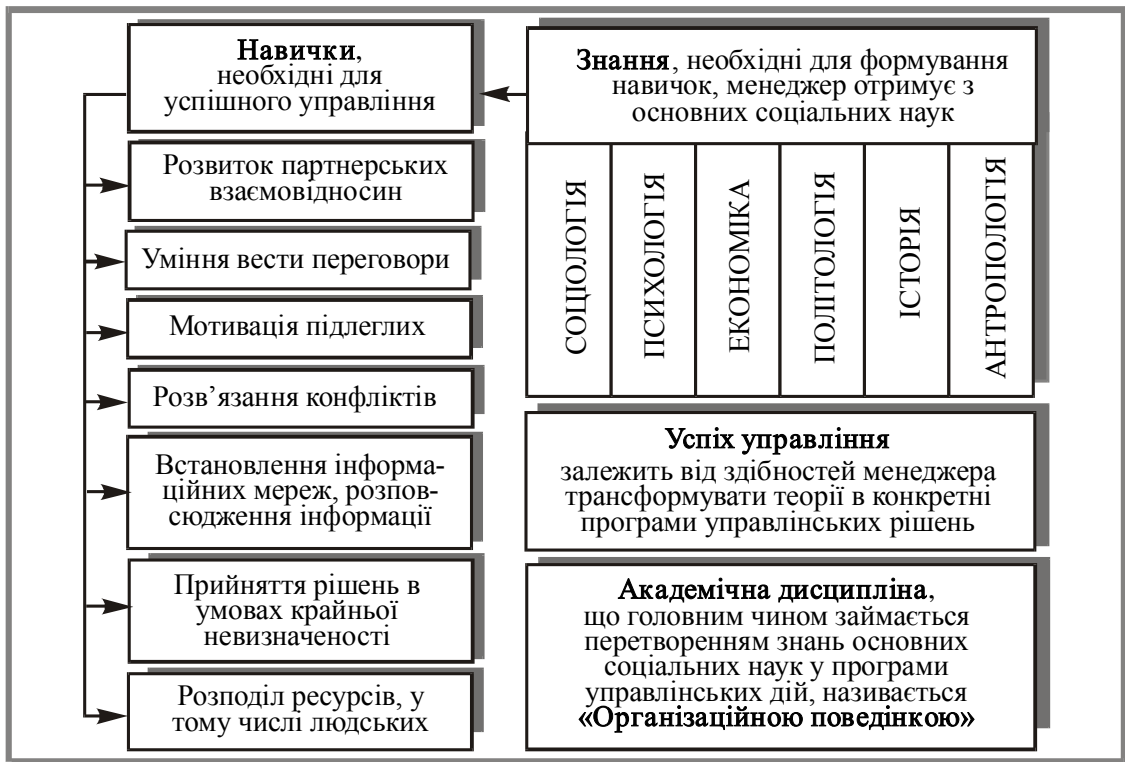 Навички,
необхідні для
успішного управління
Розвиток партнерських
взаємовідносин
Уміння вести переговори
Мотивація підлеглих
Розв’язання конфліктів
Встановлення інформа-
ційних мереж, розпов-
сюдження інформації
Прийняття рішень в
умовах крайньої
невизначеності
Розподіл ресурсів, у
тому числі людських
Знання, необхідні для формування
навичок, менеджер отримує з
основних соціальних наук
СОЦІОЛОГІЯ
ПСИХОЛОГІЯ
ЕКОНОМІКА
ПОЛІТОЛОГІЯ
ІСТОРІЯ
АНТРОПОЛОГІЯ
Успіх управління
залежить від здібностей менеджера
трансформувати теорії в конкретні
програми управлінських рішень
Академічна дисципліна,
що головним чином займається
перетворенням знань основних
соціальних наук у програми
управлінських дій, називається
«Організаційною поведінкою»